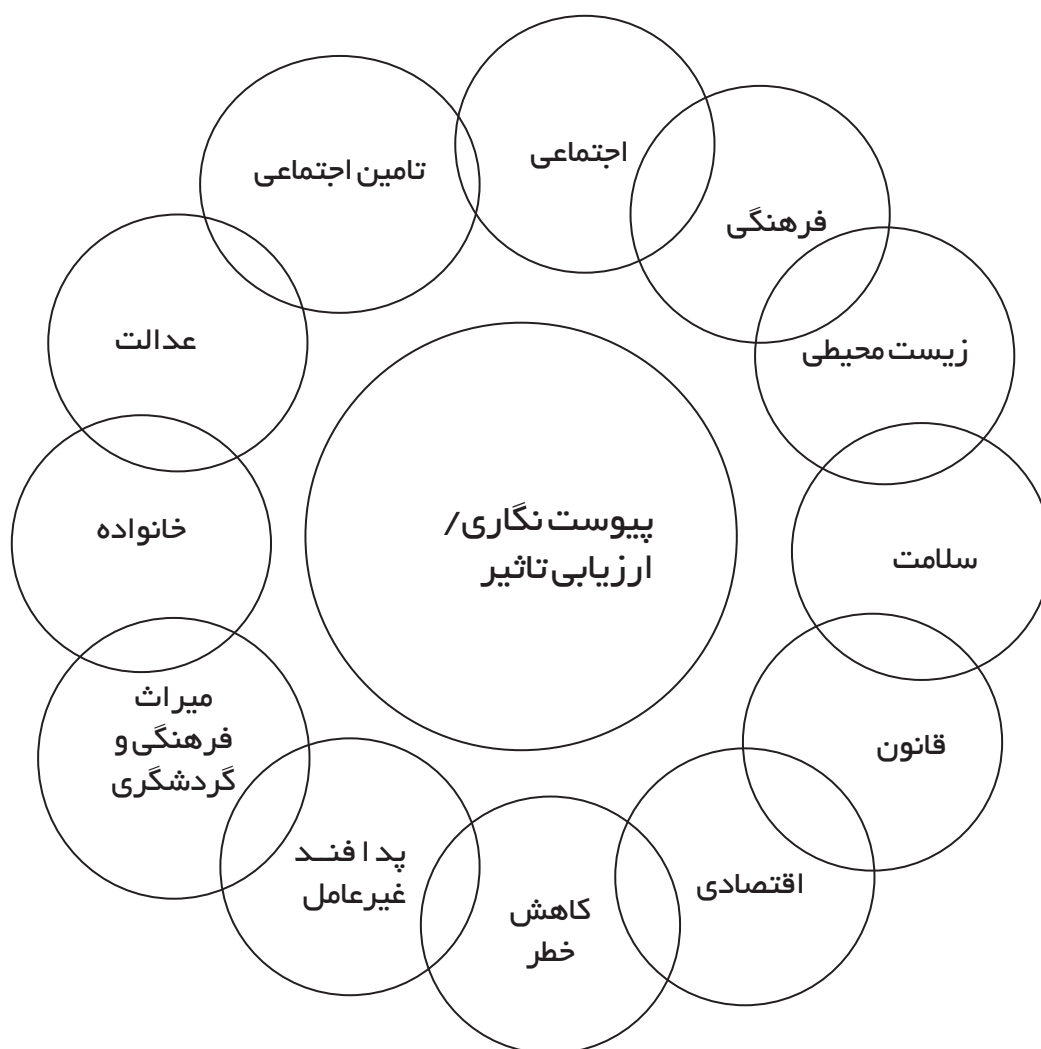 اجتماعی
تامین اجتماعی
فرهنگی
عدالت
زیست محیطی
پیوست نگاری/
ارزیابی تاثیر
خانواده
سلامت
میراث
فرهنگی و
گردشگری
قانون
پدافند
غیرعامل
اقتصادی
کاهش
خطر